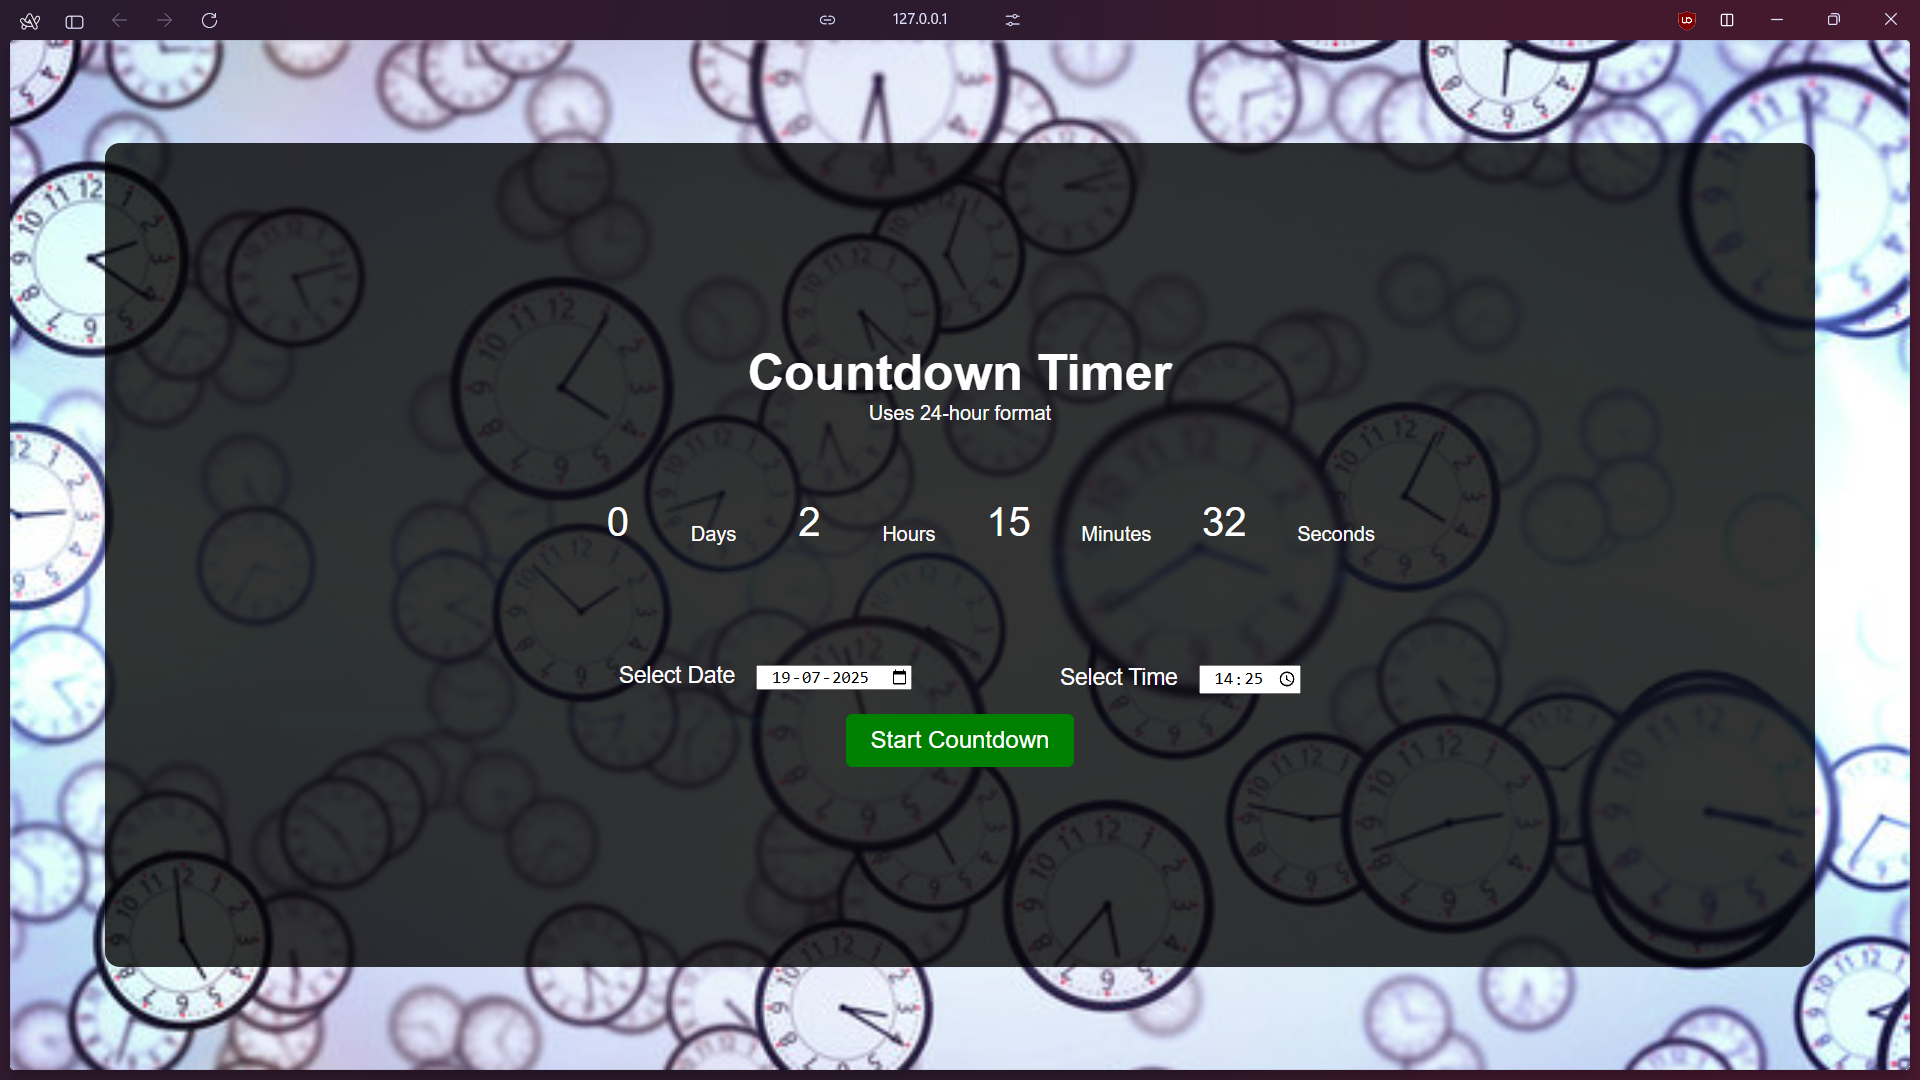 127.0.0.1
Countdown Timer
Uses 24-hour format
0 Days 2 Hours 15 Minutes 32 Seconds
Select Date 19-07-2025 Select Time 14:25
Start Countdown